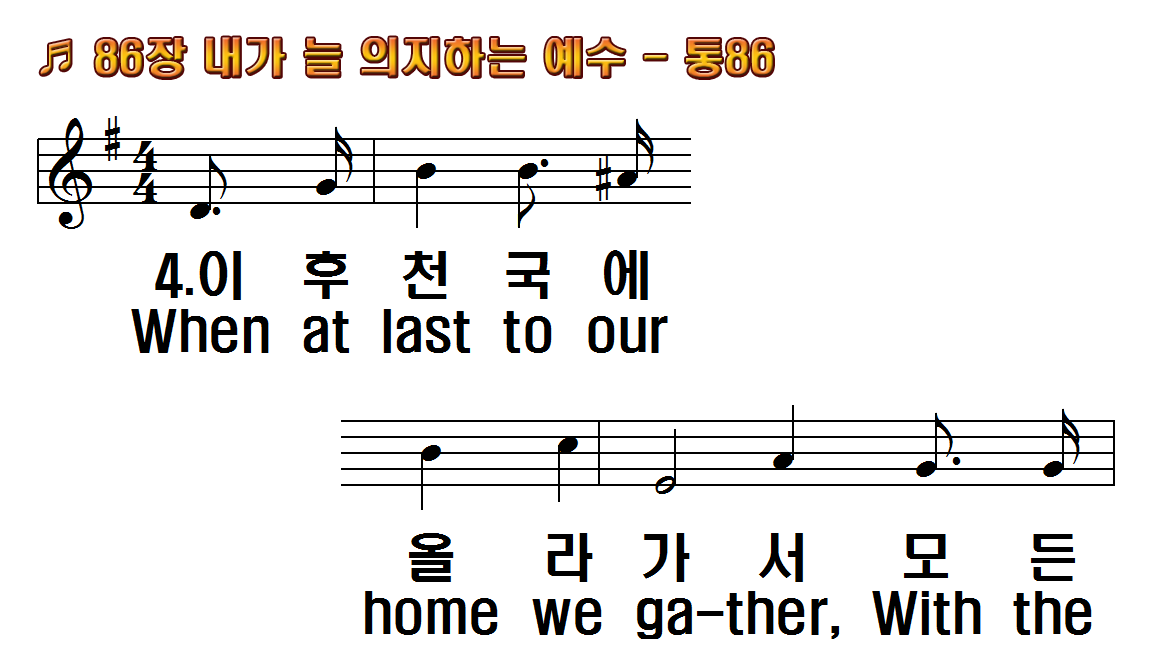 ♬ 86장 내가 늘 의지하는 예수 - 통86
4
4
4.이 후 천 국 에
When at last to our
올 라 가 서 모 든
home we ga-ther, With the